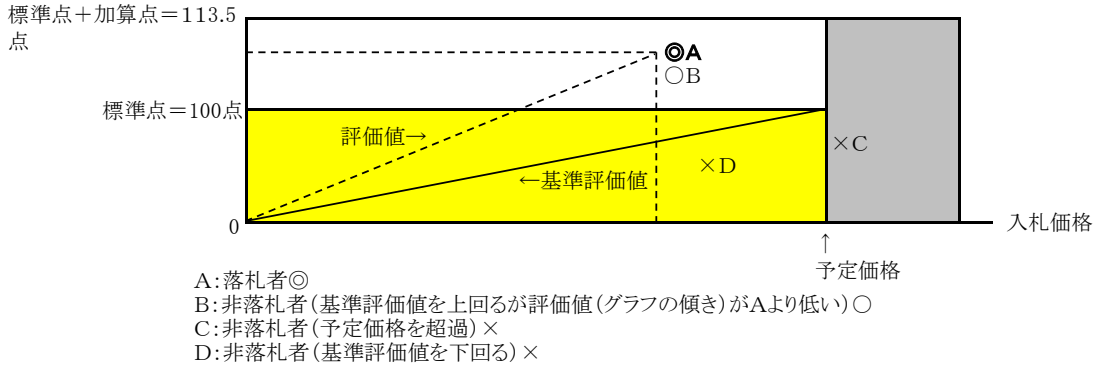 標準点＋加算点＝113.5
点
◎A
○B
標準点＝100点
評価値→
×C
×D
←基準評価値
0
入札価格
↑
予定価格
A：落札者◎
B：非落札者（基準評価値を上回るが評価値（グラフの傾き）がAより低い）○
C：非落札者（予定価格を超過）×
D：非落札者（基準評価値を下回る）×